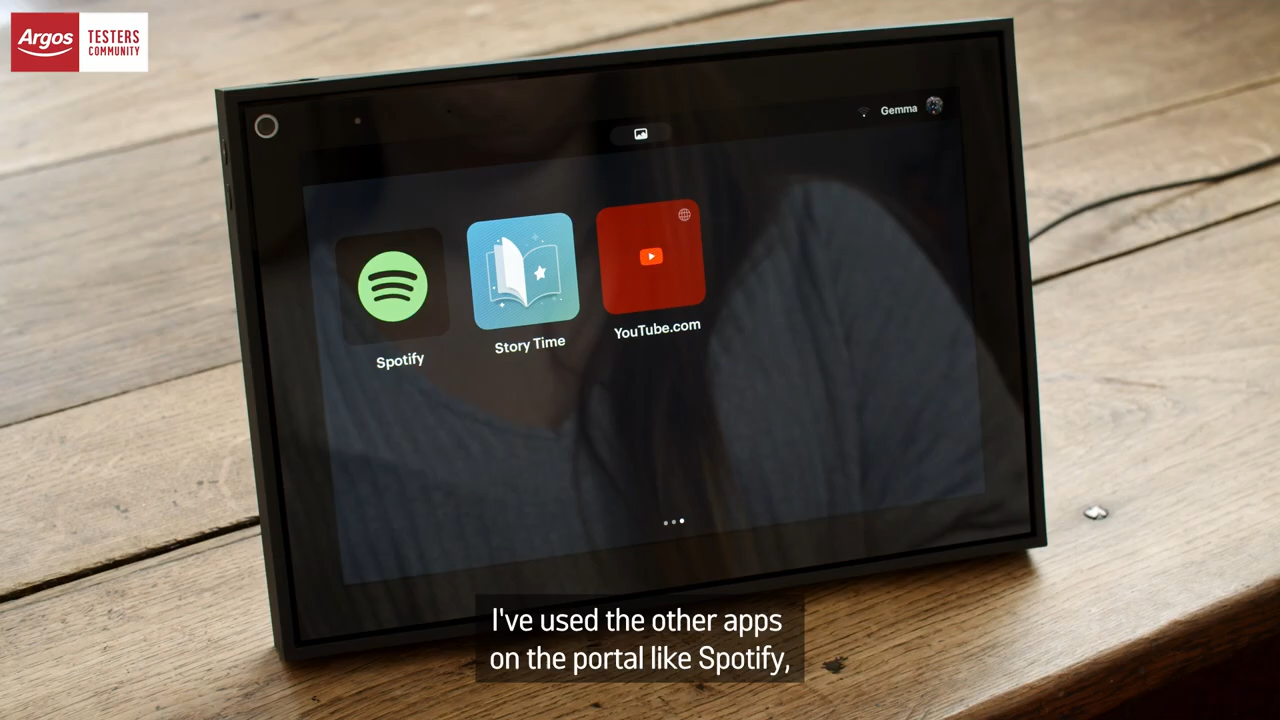 Argos
TESTERS
COMMUNITY
Gemma
Spotify
Story Time
YouTube.com
I've used the other apps
on the portal like Spotify,